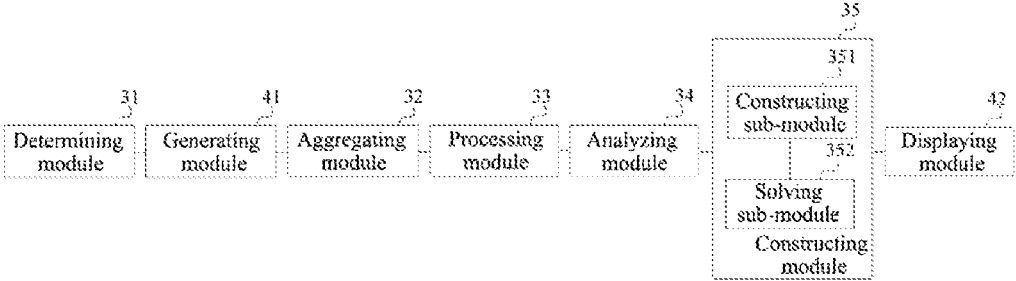 35
351
31
41
32
33
34
42
Constructing
sub-module
Determining
module
Generating
module
Aggregating
module
Processing
module
Analyzing
module
Displaying
module
352
Solving
sub-module
Constructing
module